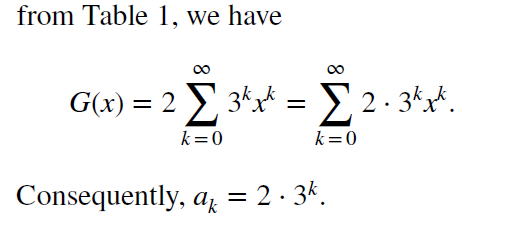 from Table 1, we have
G(x) = 2 ∑_{k=0}^{∞} 3^k x^k = ∑_{k=0}^{∞} 2 · 3^k x^k.
Consequently, a_k = 2 · 3^k.